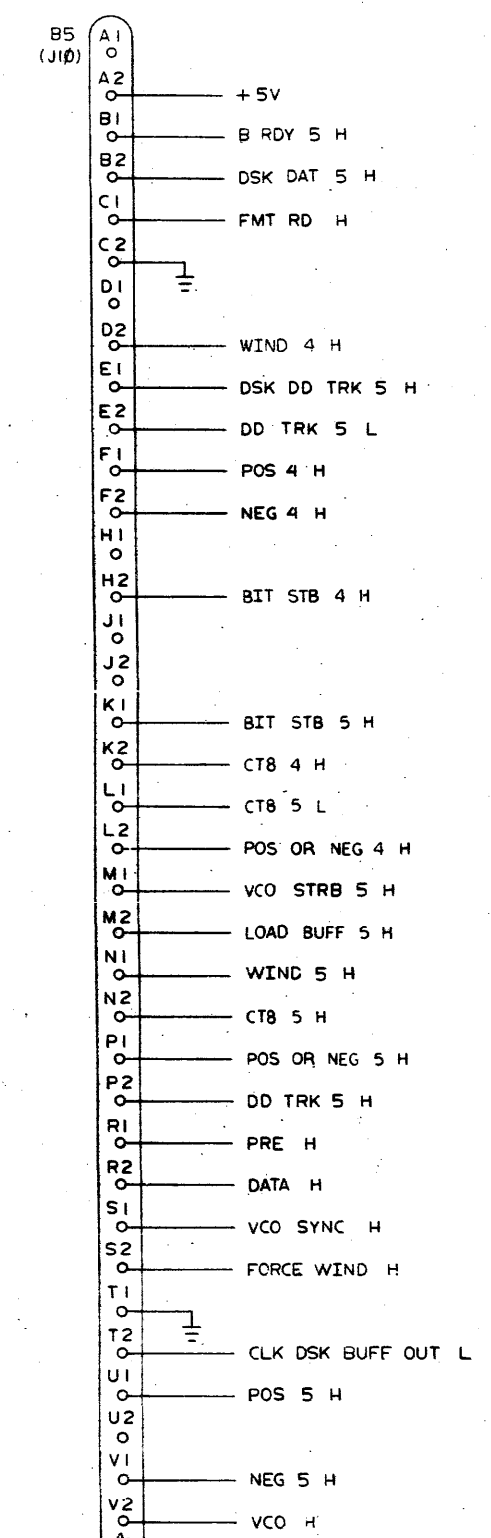 B5 A1
(J1Ø)
A2 +5V
B1 B RDY 5 H
B2 DSK DAT 5 H
C1 FMT RD H
C2
D1
D2 WIND 4 H
E1 DSK DD TRK 5 H
E2 DD TRK 5 L
F1 POS 4 H
F2 NEG 4 H
H1
H2 BIT STB 4 H
J1
J2
K1 BIT STB 5 H
K2 CT8 4 H
L1 CT8 5 L
L2 POS OR NEG 4 H
M1 VCO STRB 5 H
M2 LOAD BUFF 5 H
N1 WIND 5 H
N2 CT8 5 H
P1 POS OR NEG 5 H
P2 DD TRK 5 H
R1 PRE H
R2 DATA H
S1 VCO SYNC H
S2 FORCE WIND H
T1
T2 CLK DSK BUFF OUT L
U1 POS 5 H
U2
V1 NEG 5 H
V2 VCO H